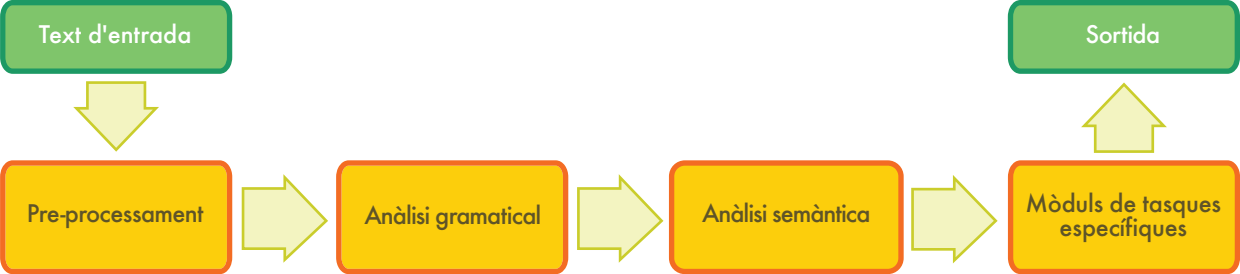 Text d'entrada
Sortida
Pre-processament
Anàlisi gramatical
Anàlisi semàntica
Mòduls de tasques
específiques